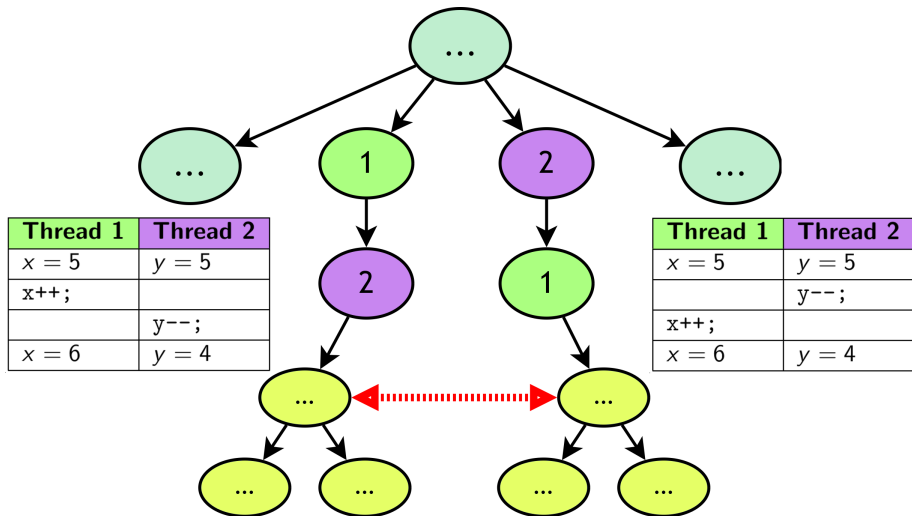 ...
... 1 2 ...
Thread 1 Thread 2
x = 5 y = 5
x++;
y--;
x = 6 y = 4
2 1
Thread 1 Thread 2
x = 5 y = 5
y--;
x++;
x = 6 y = 4
... ...
... ... ... ...